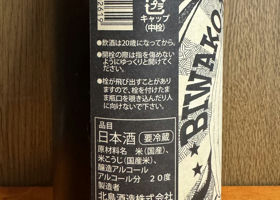 プラ
キャップ
(中栓)
●飲酒は20歳になってから。
●開栓の際は指を傷めない
ようにゆっくりと開けてく
ださい。
●栓が飛び出すことがあり
ますので、栓を付けたま
ま瓶口を覗き込んだり人
に向けないで下さい。
品目
日本酒 要冷蔵
原材料名 米(国産)、
米こうじ(国産米)、
醸造アルコール
アルコール分 20度
製造者
北島酒造株式会社
BIWAKO